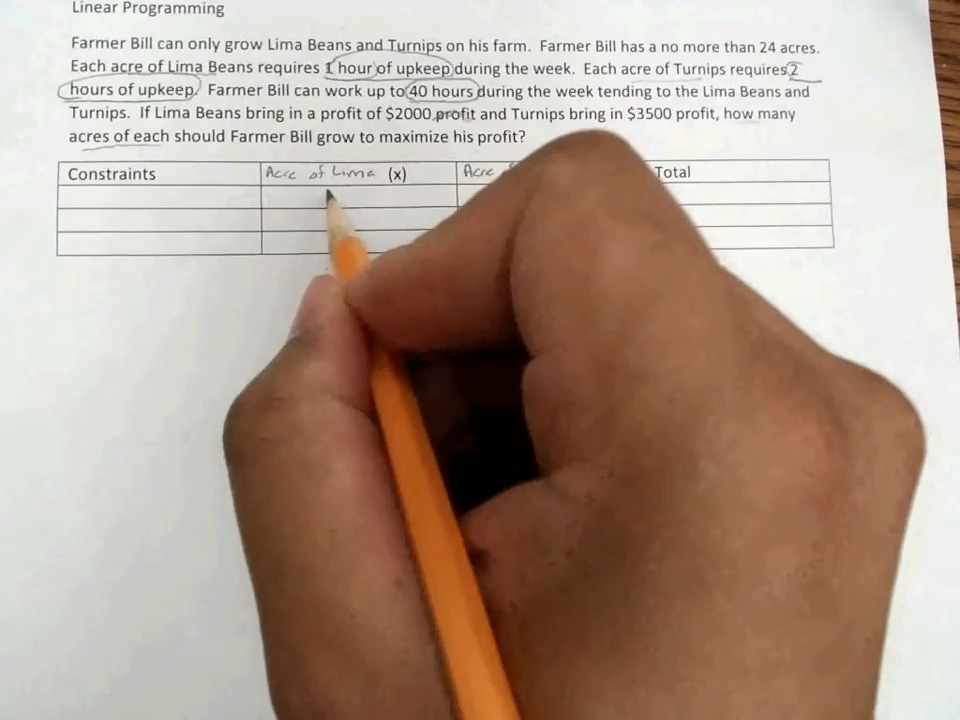 Linear Programming
Farmer Bill can only grow Lima Beans and Turnips on his farm. Farmer Bill has a no more than 24 acres.
Each acre of Lima Beans requires 1 hour of upkeep during the week. Each acre of Turnips requires 2
hours of upkeep. Farmer Bill can work up to 40 hours during the week tending to the Lima Beans and
Turnips. If Lima Beans bring in a profit of $2000 profit and Turnips bring in $3500 profit, how many
acres of each should Farmer Bill grow to maximize his profit?
Constraints Acre of Lima (x) Acre Total